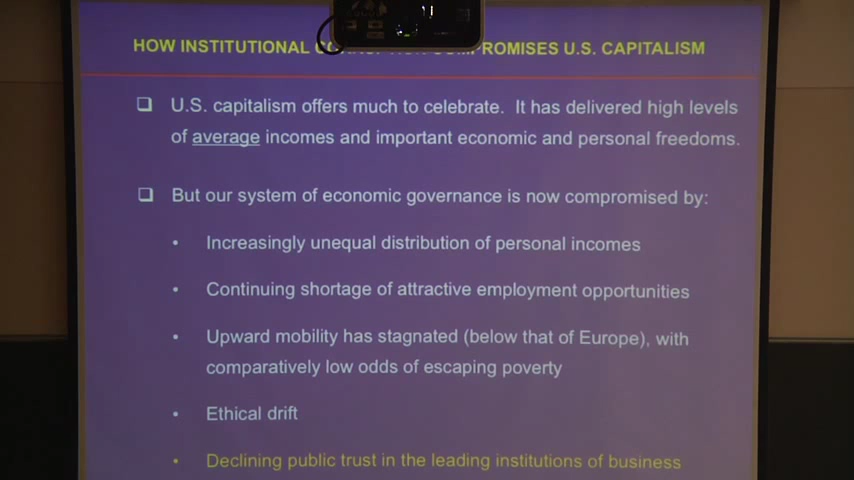 HOW INSTITUTIONAL COMPROMISES U.S. CAPITALISM
❑ U.S. capitalism offers much to celebrate. It has delivered high levels
of average incomes and important economic and personal freedoms.
❑ But our system of economic governance is now compromised by:
• Increasingly unequal distribution of personal incomes
• Continuing shortage of attractive employment opportunities
• Upward mobility has stagnated (below that of Europe), with
comparatively low odds of escaping poverty
• Ethical drift
• Declining public trust in the leading institutions of business